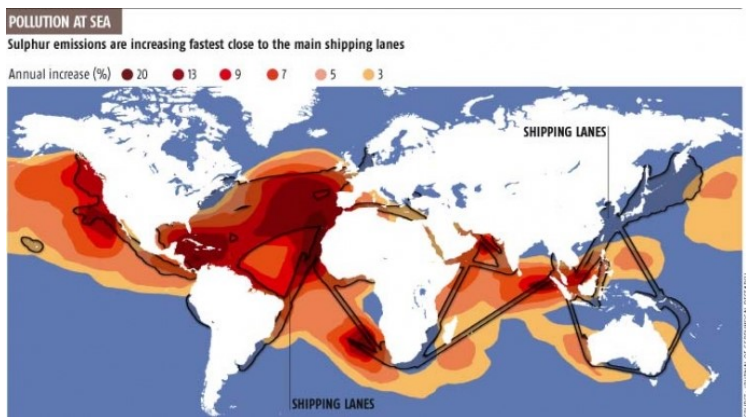 POLLUTION AT SEA
Sulphur emissions are increasing fastest close to the main shipping lanes
Annual increase (%) 20 13 9 7 5 3
SHIPPING LANES
SHIPPING LANES